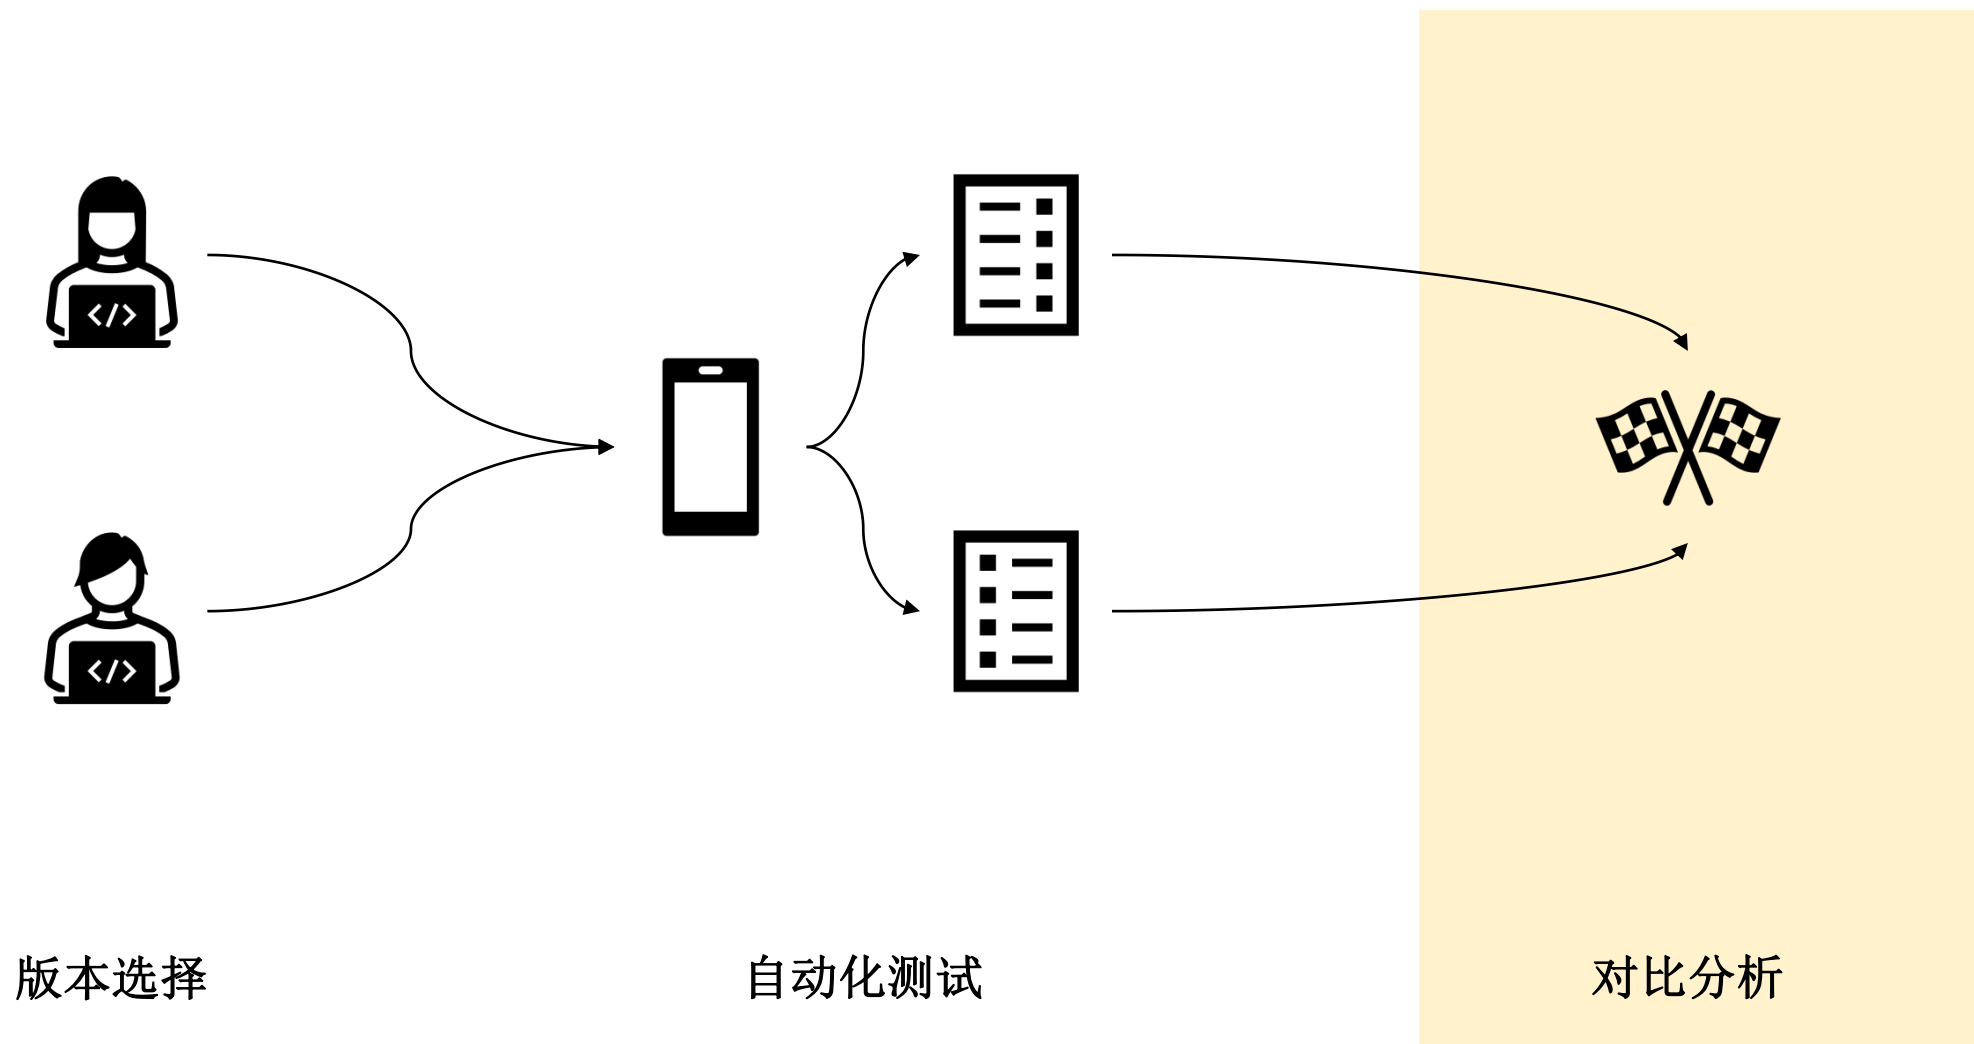 </>
</>
版本选择
自动化测试
对比分析